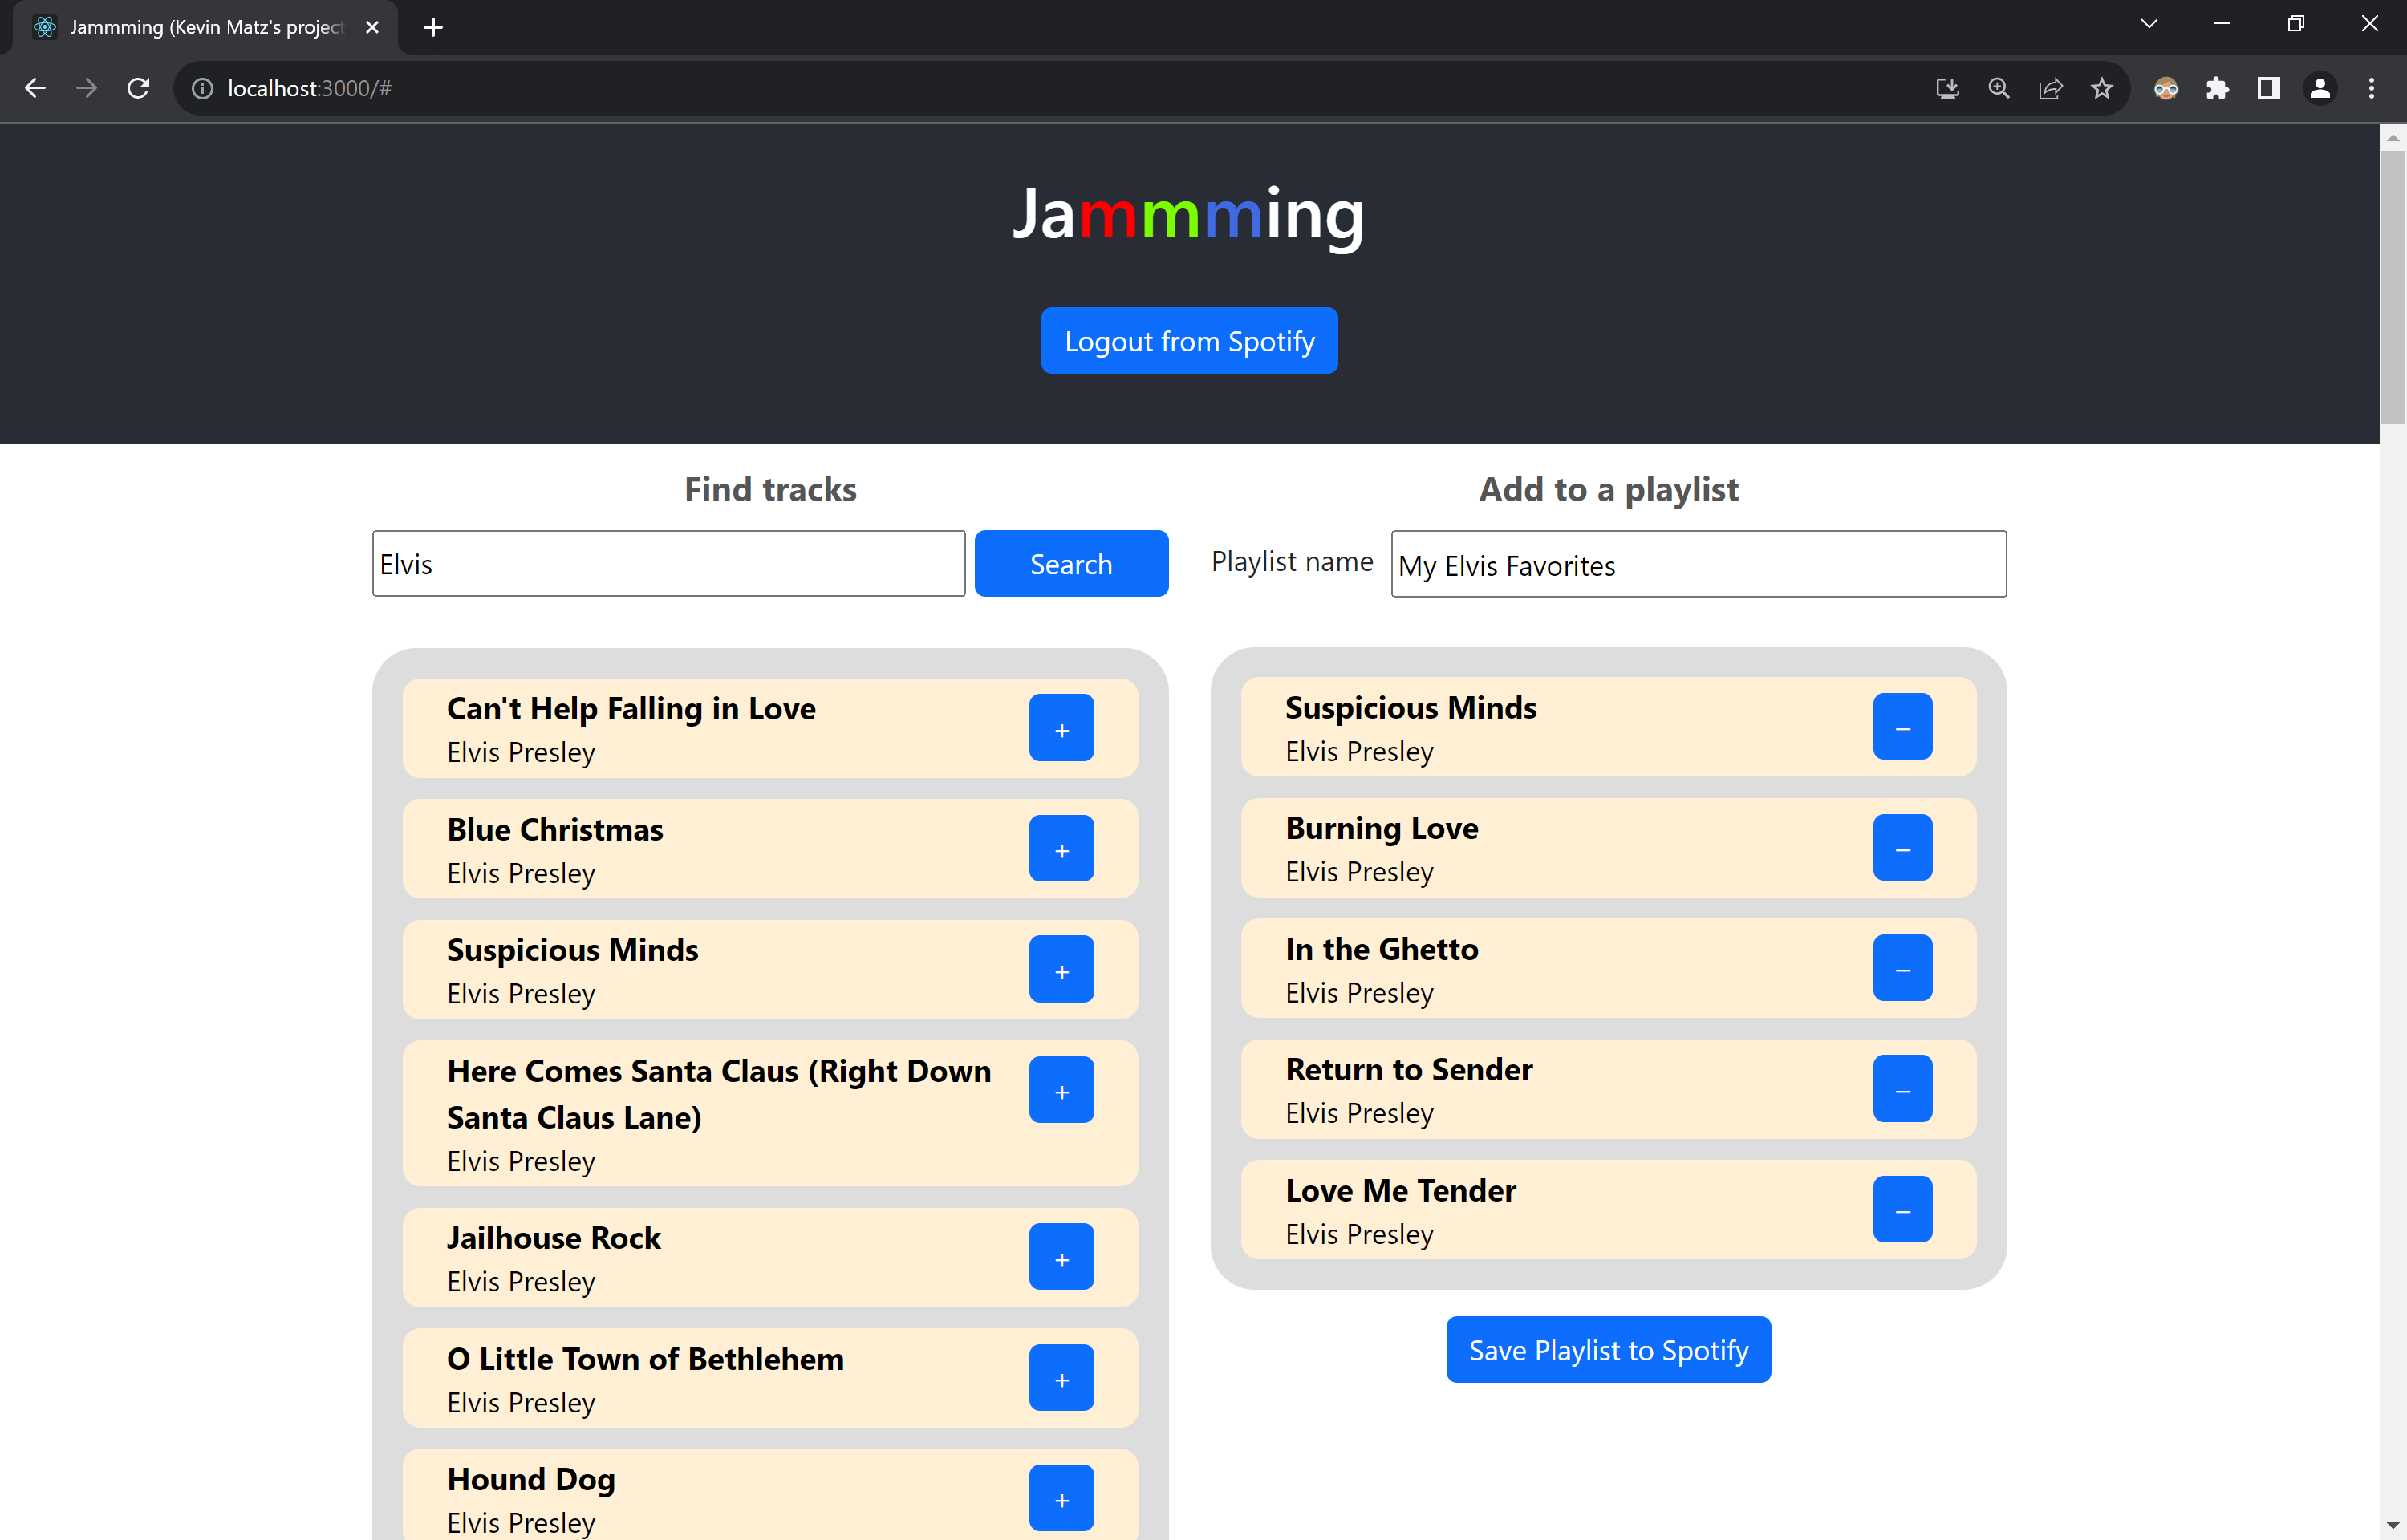 Jammming (Kevin Matz's project
localhost:3000/#
Jammming
Logout from Spotify
Find tracks
Elvis
Search
Can't Help Falling in Love
Elvis Presley
+
Blue Christmas
Elvis Presley
+
Suspicious Minds
Elvis Presley
+
Here Comes Santa Claus (Right Down
Santa Claus Lane)
Elvis Presley
+
Jailhouse Rock
Elvis Presley
+
O Little Town of Bethlehem
Elvis Presley
+
Hound Dog
Elvis Presley
+
Add to a playlist
Playlist name
My Elvis Favorites
Suspicious Minds
Elvis Presley
–
Burning Love
Elvis Presley
–
In the Ghetto
Elvis Presley
–
Return to Sender
Elvis Presley
–
Love Me Tender
Elvis Presley
–
Save Playlist to Spotify